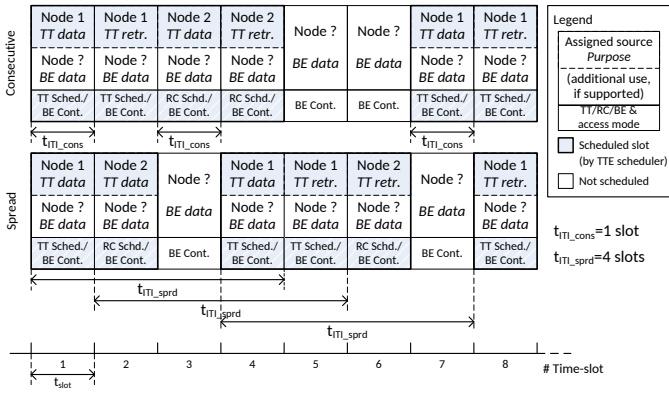 Consecutive
Node 1 Node 1 Node 2 Node 2 Node 1 Node 1
TT data TT retr. TT data TT retr. Node ? Node ? TT data TT retr.
Node ? Node ? Node ? Node ? Node ? Node ?
BE data BE data BE data BE data BE data BE data BE data BE data
TT Sched./ TT Sched./ RC Sch./ RC Sch./ TT Sched./ TT Sched./
BE Cont. BE Cont. BE Cont. BE Cont. BE Cont. BE Cont. BE Cont. BE Cont.
tITI_cons tITI_cons tITI_cons
Spread
Node 1 Node 2 Node 1 Node 1 Node 2 Node 1
TT data TT data Node ? TT data TT retr. TT retr. Node ? TT retr.
Node ? Node ? Node ? Node ? Node ? Node ?
BE data BE data BE data BE data BE data BE data BE data BE data
TT Sched./ RC Sched./ TT Sched./ TT Sched./ RC Sched./ TT Sched./
BE Cont. BE Cont. BE Cont. BE Cont. BE Cont. BE Cont. BE Cont. BE Cont.
tITI_sprd
tITI_sprd
tITI_sprd
1 2 3 4 5 6 7 8 # Time-slot
tslot
Legend
Assigned source
Purpose
(additional use,
if supported)
TT/RC/BE &
access mode
Scheduled slot
(by TTE scheduler)
Not scheduled
tITI_cons=1 slot
tITI_sprd=4 slots